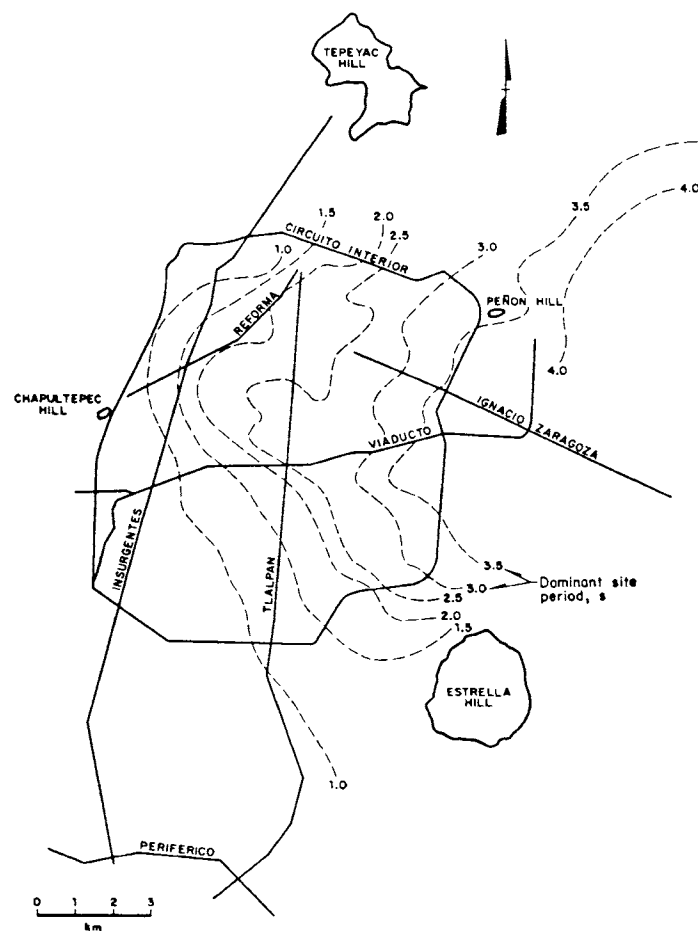 TEPEYAC
HILL
1.5
2.0
2.5
3.5
4.0
CIRCUITO INTERIOR
1.0
3.0
PEÑON HILL
REFORMA
4.0
CHAPULTEPEC
HILL
IGNACIO ZARAGOZA
VIADUCTO
INSURGENTES
TLALPAN
3.5
3.0
Dominant site
period, s
2.5
2.0
1.5
ESTRELLA
HILL
1.0
PERIFERICO
0 1 2 3
km